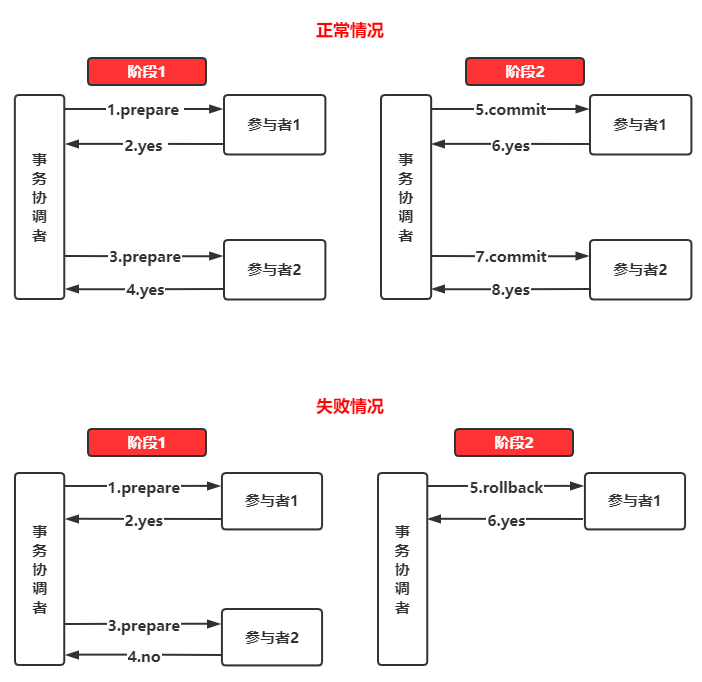 正常情况
阶段1
阶段2
事务协调者
1.prepare
参与者1
2.yes
3.prepare
参与者2
4.yes
事务协调者
5.commit
参与者1
6.yes
7.commit
参与者2
8.yes
失败情况
阶段1
阶段2
事务协调者
1.prepare
参与者1
2.yes
3.prepare
参与者2
4.no
事务协调者
5.rollback
参与者1
6.yes